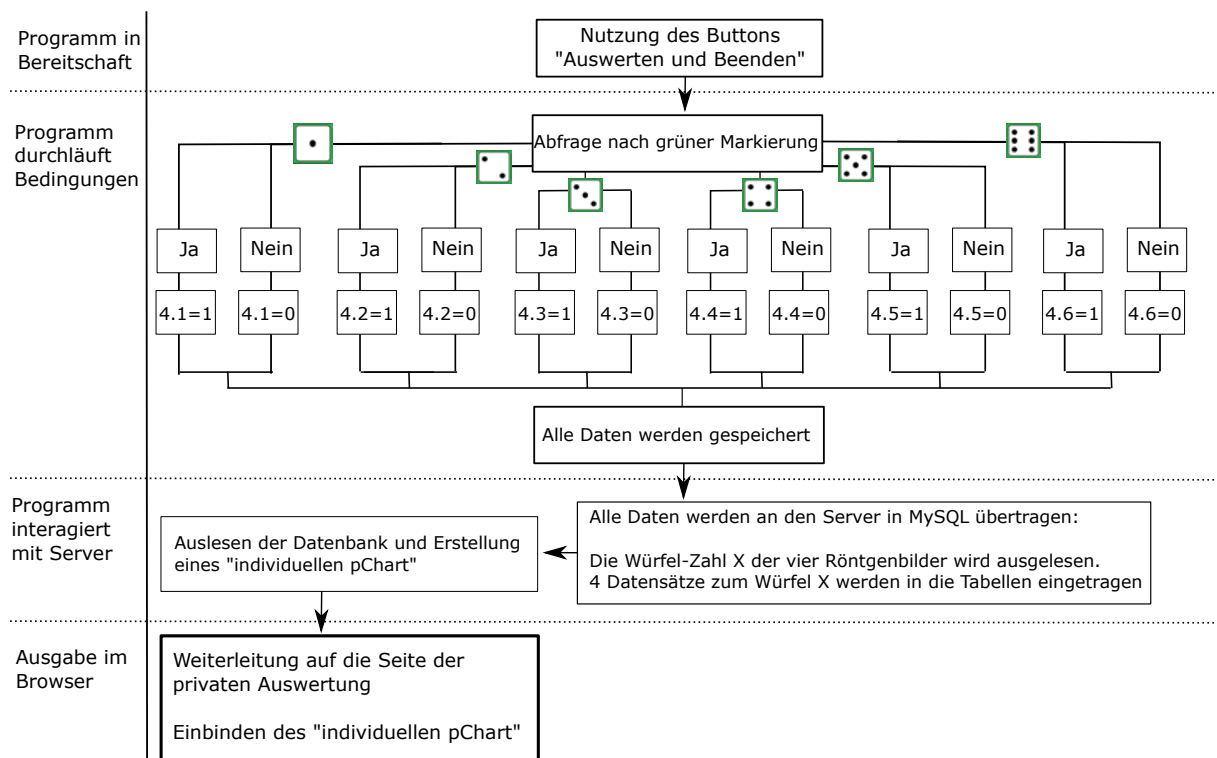 Programm in
Bereitschaft
Nutzung des Buttons
"Auswerten und Beenden"
Programm
durchläuft
Bedingungen
Abfrage nach grüner Markierung
Ja
Nein
Ja
Nein
Ja
Nein
Ja
Nein
Ja
Nein
Ja
Nein
4.1=1
4.1=0
4.2=1
4.2=0
4.3=1
4.3=0
4.4=1
4.4=0
4.5=1
4.5=0
4.6=1
4.6=0
Alle Daten werden gespeichert
Programm
interagiert
mit Server
Alle Daten werden an den Server in MySQL übertragen:
Die Würfel-Zahl X der vier Röntgenbilder wird ausgelesen.
4 Datensätze zum Würfel X werden in die Tabellen eingetragen
Auslesen der Datenbank und Erstellung
eines "individuellen pChart"
Ausgabe im
Browser
Weiterleitung auf die Seite der
privaten Auswertung
Einbinden des "individuellen pChart"